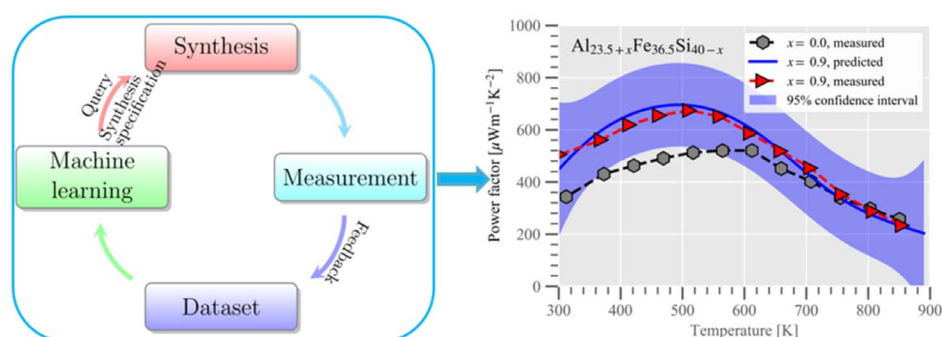 Synthesis
Query
Synthesis
specification
Machine
learning
Measurement
Feedback
Dataset
Al23.5+xFe36.5Si40−x
x = 0.0, measured
x = 0.9, predicted
x = 0.9, measured
95% confidence interval
Power factor [μWm−1K−2]
1000
800
600
400
200
0
300 400 500 600 700 800 900
Temperature [K]